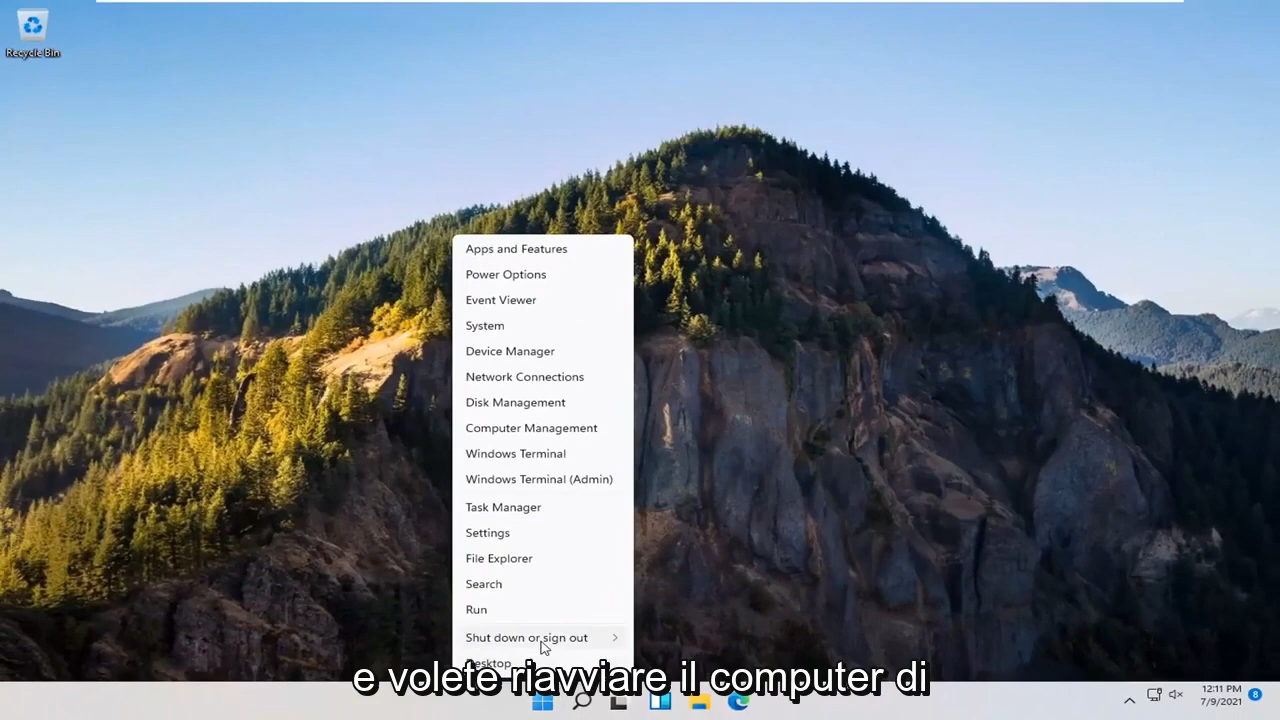 Recycle Bin
Apps and Features
Power Options
Event Viewer
System
Device Manager
Network Connections
Disk Management
Computer Management
Windows Terminal
Windows Terminal (Admin)
Task Manager
Settings
File Explorer
Search
Run
Shut down or sign out
Desktop
e volete riavviare il computer di
12:11 PM
7/9/2021
8